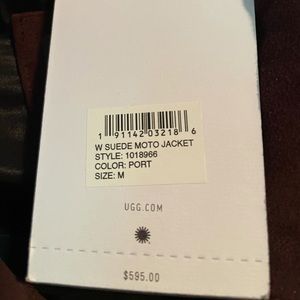 1 91142 03218 6
W SUEDE MOTO JACKET
STYLE: 1018966
COLOR: PORT
SIZE: M
UGG.COM
$595.00